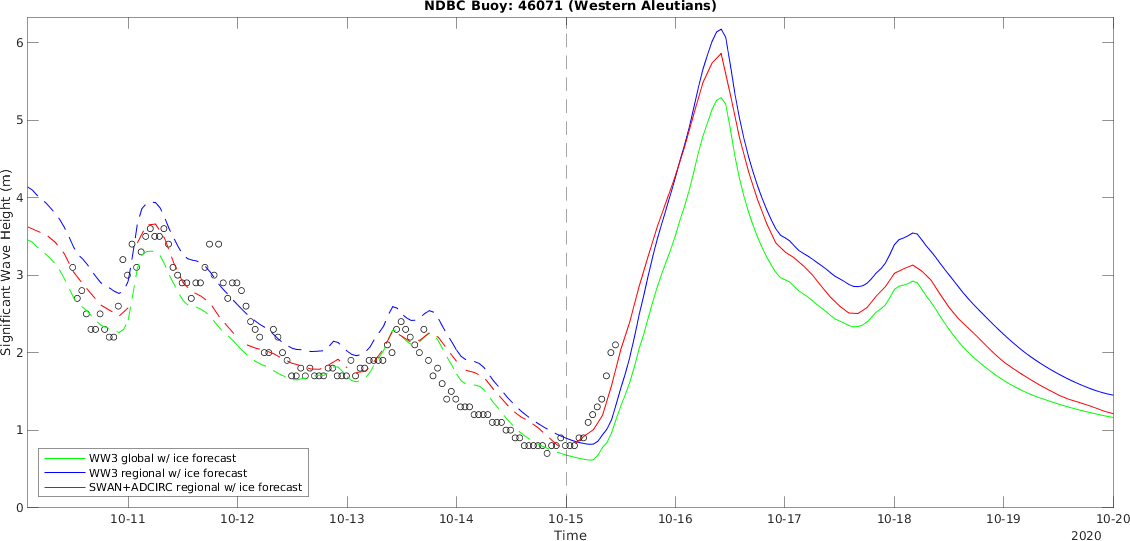 NDBC Buoy: 46071 (Western Aleutians)
6
5
4
3
2
1
0
Significant Wave Height (m)
WW3 global w/ ice forecast
WW3 regional w/ ice forecast
SWAN+ADCIRC regional w/ ice forecast
10-11 10-12 10-13 10-14 10-15 10-16 10-17 10-18 10-19 10-20
Time
2020